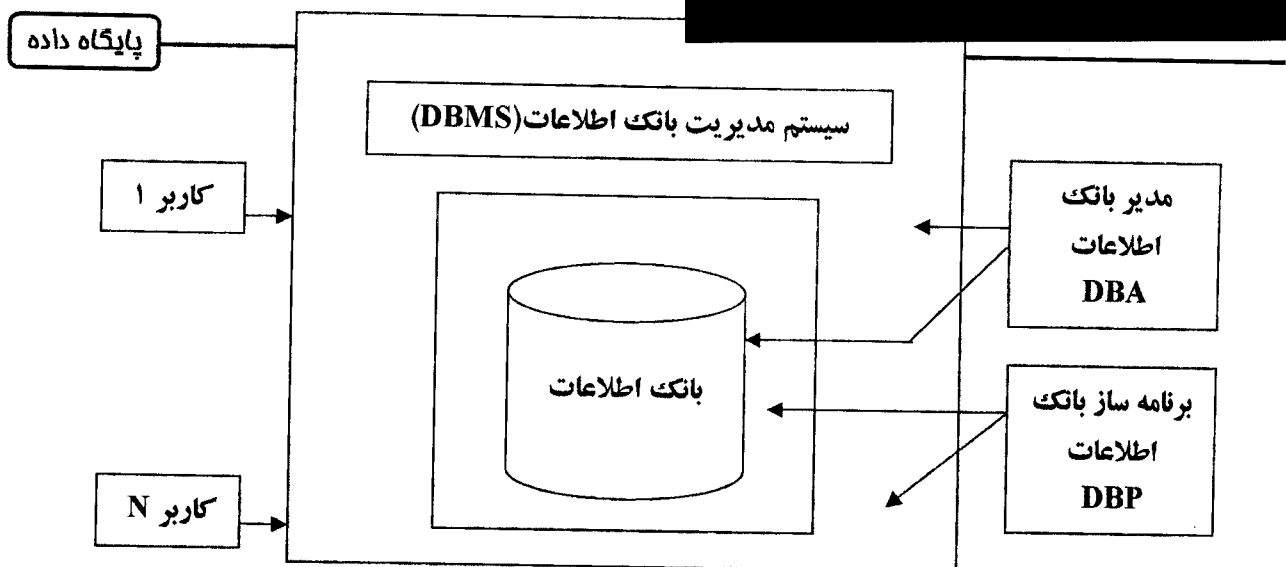 پایگاه داده
سیستم مدیریت بانک اطلاعات(DBMS)
کاربر ۱
مدیر بانک
اطلاعات
DBA
بانک اطلاعات
برنامه ساز بانک
اطلاعات
DBP
کاربر N